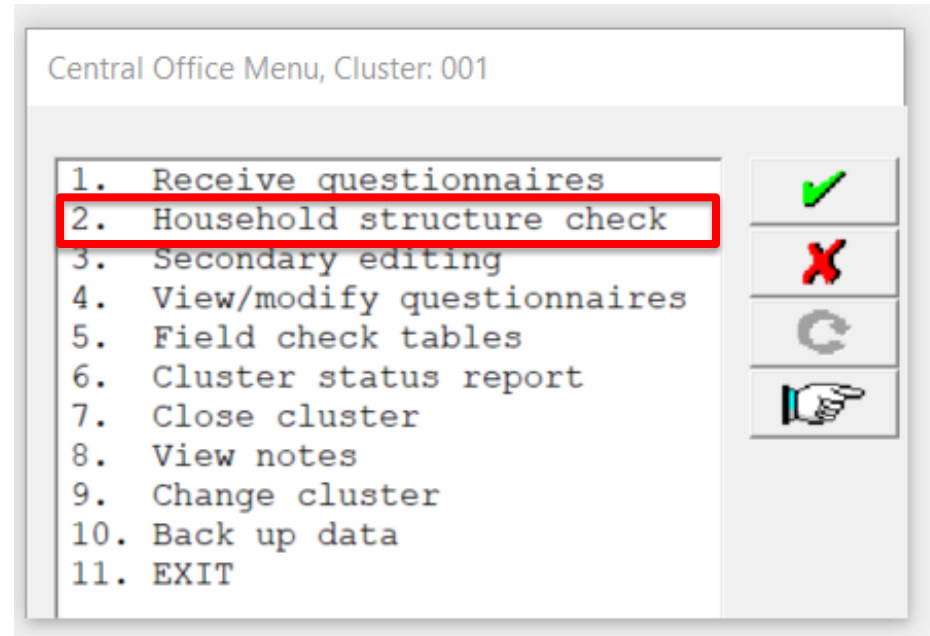 Central Office Menu, Cluster: 001
1. Receive questionnaires
2. Household structure check
3. Secondary editing
4. View/modify questionnaires
5. Field check tables
6. Cluster status report
7. Close cluster
8. View notes
9. Change cluster
10. Back up data
11. EXIT